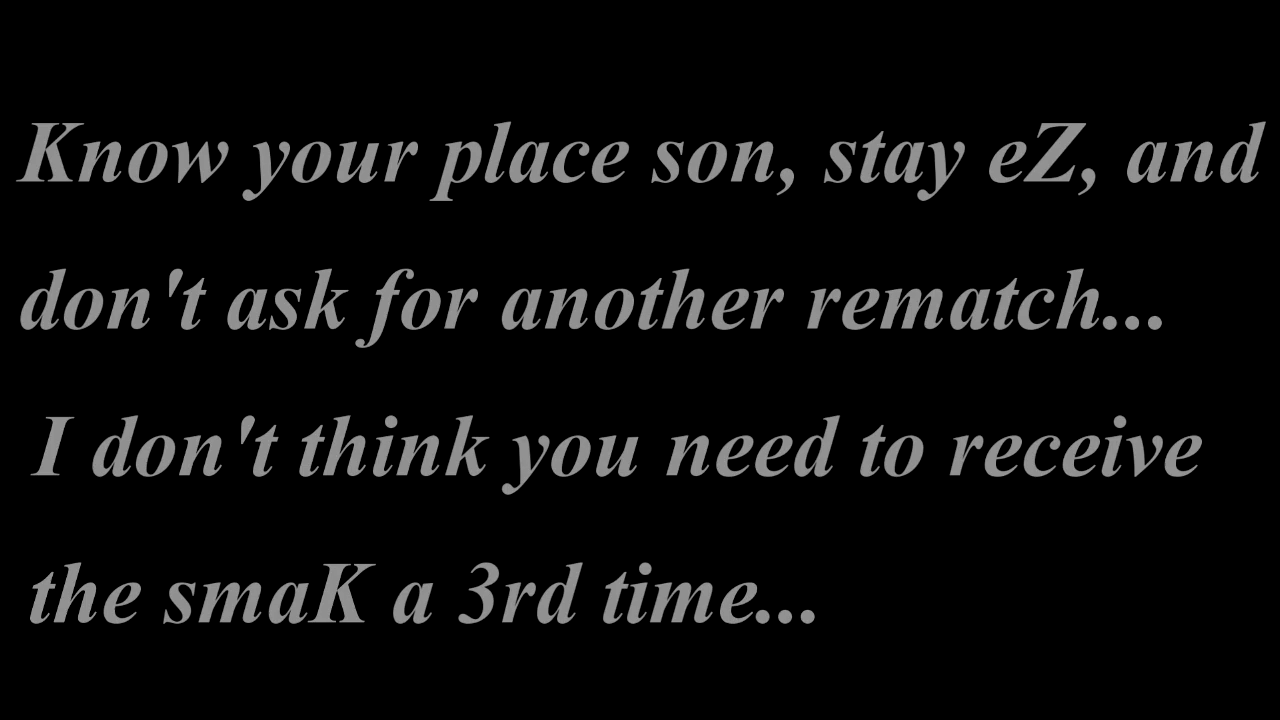 Know your place son, stay eZ, and
don't ask for another rematch...
I don't think you need to receive
the smaK a 3rd time...